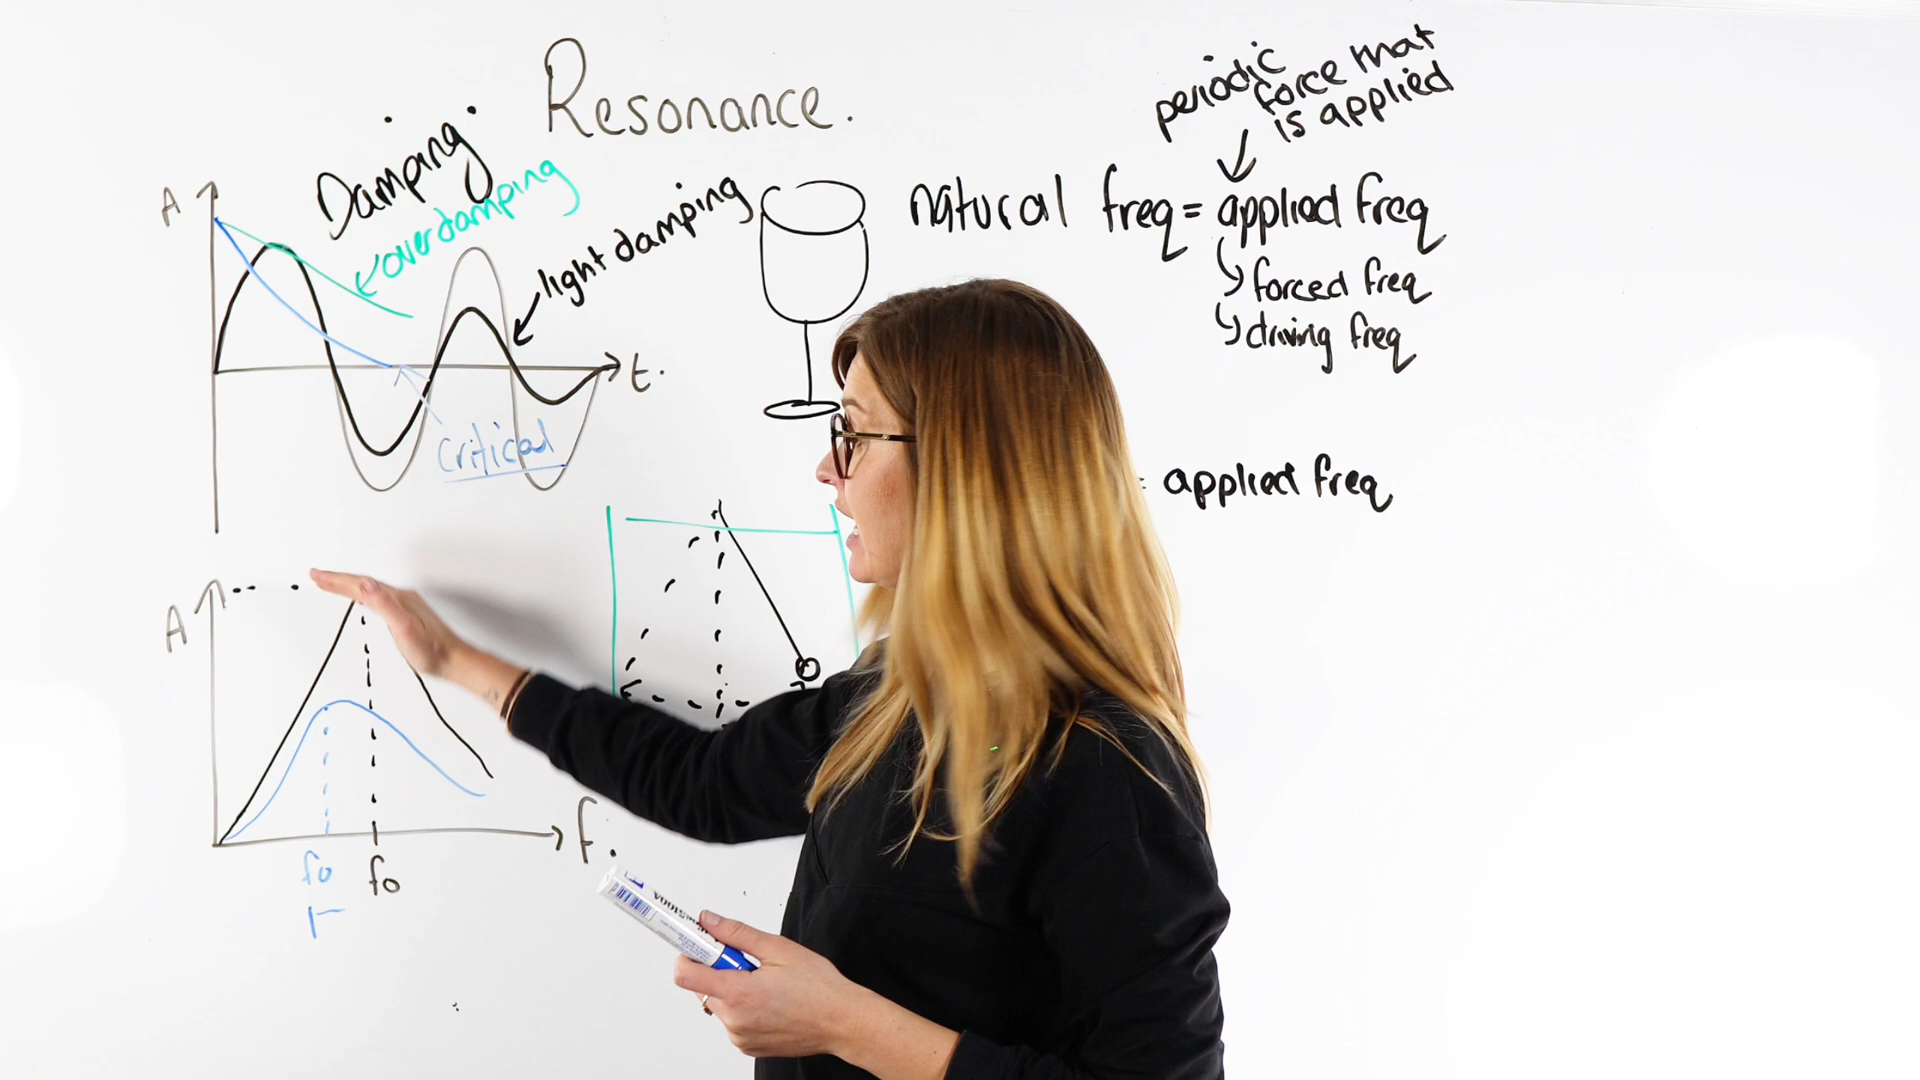 Resonance.
Damping
overdamping
light damping
A
t.
critical
periodic
force that
is applied
natural freq = applied freq
forced freq
driving freq
= applied freq
A
f.
fo
fo